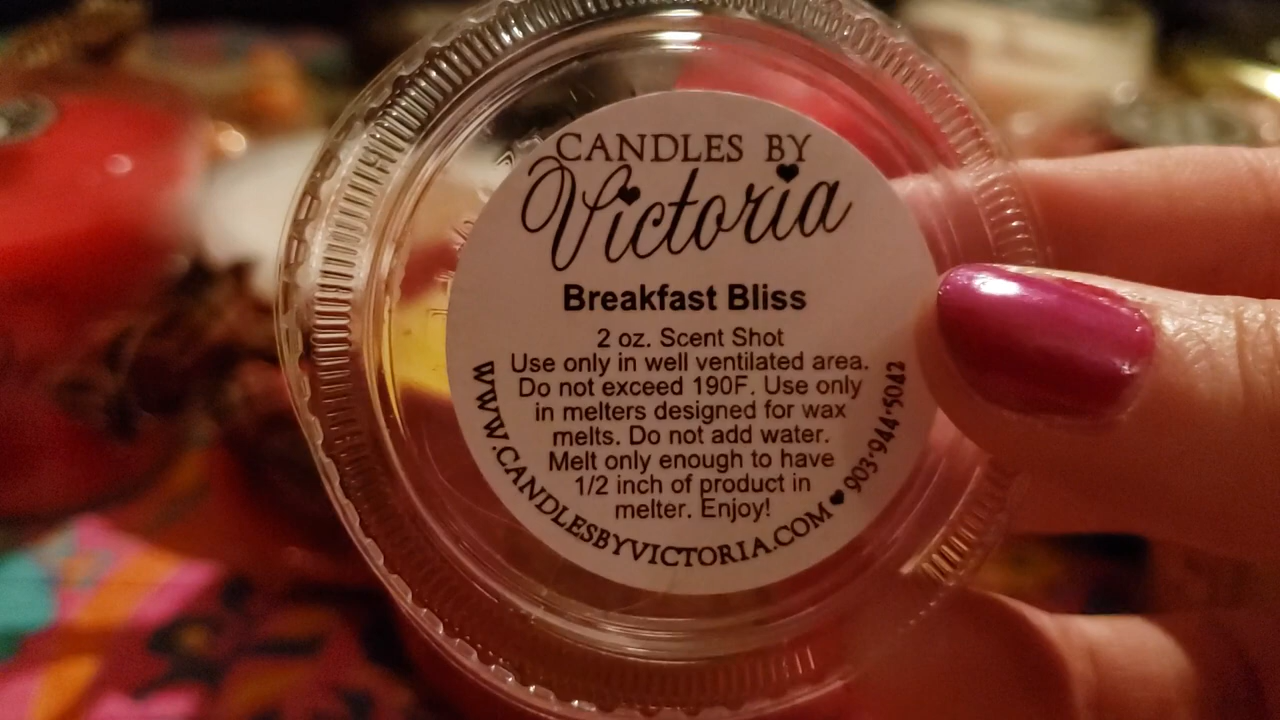 CANDLES BY
Victoria
Breakfast Bliss
2 oz. Scent Shot
Use only in well ventilated area.
Do not exceed 190F. Use only
in melters designed for wax
melts. Do not add water.
Melt only enough to have
1/2 inch of product in
melter. Enjoy!
WWW.CANDLESBYVICTORIA.COM♥903·944·5042